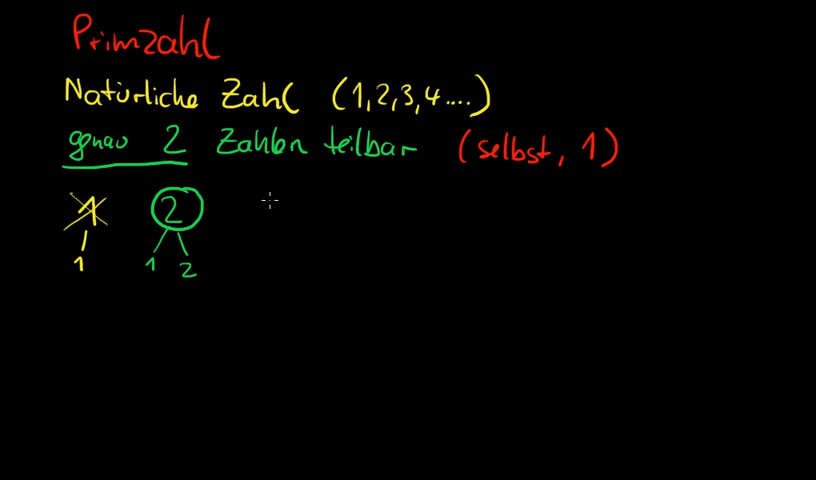 Primzahl
Natürliche Zahl (1,2,3,4....)
genau 2 Zahlen teilbar (selbst, 1)
1 2
1 1 2